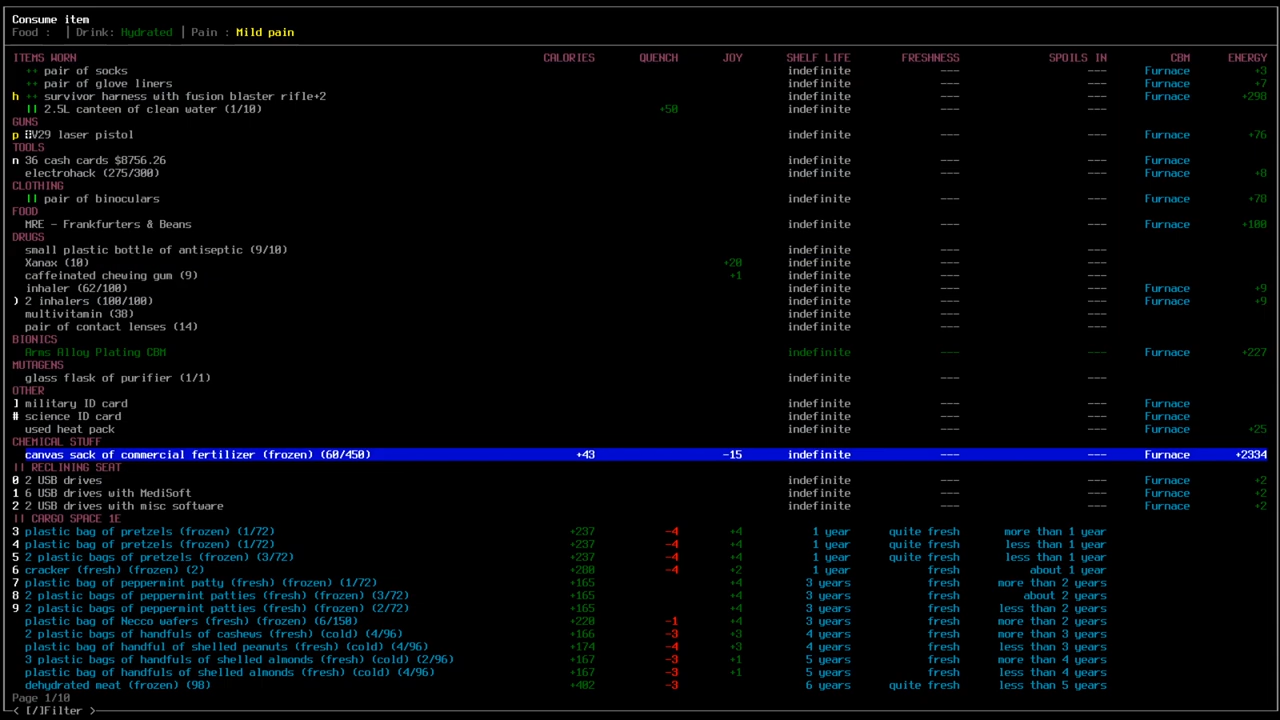 Consume item
Food :  | Drink: Hydrated | Pain : Mild pain
ITEMS WORN CALORIES QUENCH JOY SHELF LIFE FRESHNESS SPOILS IN CBM ENERGY
++ pair of socks indefinite --- --- Furnace +3
++ pair of glove liners indefinite --- --- Furnace +7
h ++ survivor harness with fusion blaster rifle+2 indefinite --- --- Furnace +298
|| 2.5L canteen of clean water (1/10) +50 indefinite --- ---
GUNS
p V29 laser pistol indefinite --- --- Furnace +76
TOOLS
n 36 cash cards $8756.26 indefinite --- --- Furnace
electrohack (275/300) indefinite --- --- Furnace +8
CLOTHING
|| pair of binoculars indefinite --- --- Furnace +78
FOOD
MRE - Frankfurters & Beans indefinite --- --- Furnace +100
DRUGS
small plastic bottle of antiseptic (9/10) indefinite --- ---
Xanax (10) +20 indefinite --- ---
caffeinated chewing gum (9) +1 indefinite --- ---
inhaler (62/100) indefinite --- --- Furnace +9
) 2 inhalers (100/100) indefinite --- --- Furnace +9
multivitamin (38) indefinite --- ---
pair of contact lenses (14) indefinite --- ---
BIONICS
Arms Alloy Plating CBM indefinite --- --- Furnace +227
MUTAGENS
glass flask of purifier (1/1) indefinite --- --- Furnace
OTHER
] military ID card indefinite --- --- Furnace
# science ID card indefinite --- --- Furnace
used heat pack indefinite --- --- Furnace +25
CHEMICAL STUFF
canvas sack of commercial fertilizer (frozen) (60/450) +43 -15 indefinite --- --- Furnace +2334
|| RECLINING SEAT
0 2 USB drives indefinite --- --- Furnace +2
1 6 USB drives with MediSoft indefinite --- --- Furnace +2
2 2 USB drives with misc software indefinite --- --- Furnace +2
|| CARGO SPACE 1E
3 plastic bag of pretzels (frozen) (1/72) +237 -4 +4 1 year quite fresh more than 1 year
4 plastic bag of pretzels (frozen) (1/72) +237 -4 +4 1 year quite fresh less than 1 year
5 2 plastic bags of pretzels (frozen) (3/72) +237 -4 +4 1 year quite fresh less than 1 year
6 cracker (fresh) (frozen) (2) +280 -4 +2 1 year fresh about 1 year
7 plastic bag of peppermint patty (fresh) (frozen) (1/72) +165 +4 3 years fresh more than 2 years
8 2 plastic bags of peppermint patties (fresh) (frozen) (3/72) +165 +4 3 years fresh about 2 years
9 2 plastic bags of peppermint patties (fresh) (frozen) (2/72) +165 +4 3 years fresh less than 2 years
plastic bag of Necco wafers (fresh) (frozen) (6/150) +220 -1 +4 3 years fresh more than 2 years
2 plastic bags of handfuls of cashews (fresh) (cold) (4/96) +166 -3 +3 4 years fresh more than 3 years
plastic bag of handful of shelled peanuts (fresh) (cold) (1/96) +174 -4 +3 4 years fresh less than 3 years
3 plastic bags of handfuls of shelled almonds (fresh) (cold) (2/96) +167 -3 +1 5 years fresh more than 4 years
plastic bag of handfuls of shelled almonds (fresh) (cold) (4/96) +167 -3 +1 5 years fresh less than 4 years
dehydrated meat (frozen) (98) +402 -3 6 years quite fresh less than 5 years
Page 1/10
< [/]Filter >